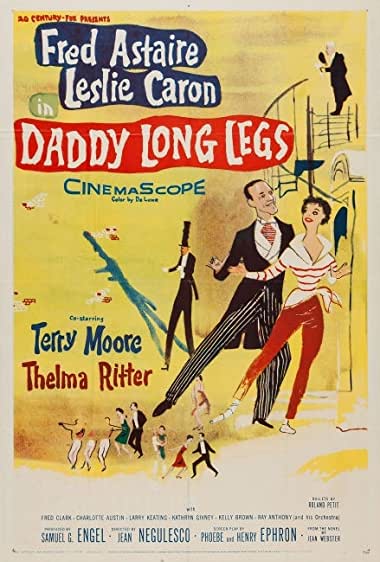 20 CENTURY-FOX PRESENTS
Fred Astaire
Leslie Caron
in
DADDY LONG LEGS
CINEMASCOPE
Color by De Luxe
Co-starring
Terry Moore
Thelma Ritter
with
FRED CLARK • CHARLOTTE AUSTIN • LARRY KEATING • KATHRYN GIVNEY • KELLY BROWN • RAY ANTHONY (and His Orchestra)
BALLETS BY
ROLAND PETIT
PRODUCED BY
SAMUEL G. ENGEL
DIRECTED BY
JEAN NEGULESCO
SCREEN PLAY BY
PHOEBE and HENRY EPHRON
FROM THE NOVEL
BY
JEAN WEBSTER